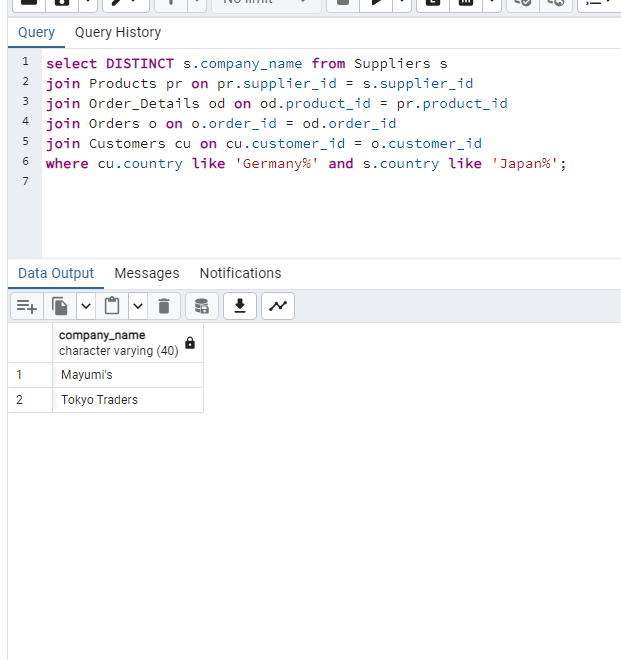 No limit
Query Query History
1 select DISTINCT s.company_name from Suppliers s
2 join Products pr on pr.supplier_id = s.supplier_id
3 join Order_Details od on od.product_id = pr.product_id
4 join Orders o on o.order_id = od.order_id
5 join Customers cu on cu.customer_id = o.customer_id
6 where cu.country like 'Germany%' and s.country like 'Japan%';
7
Data Output Messages Notifications
company_name
character varying (40)
1 Mayumi's
2 Tokyo Traders